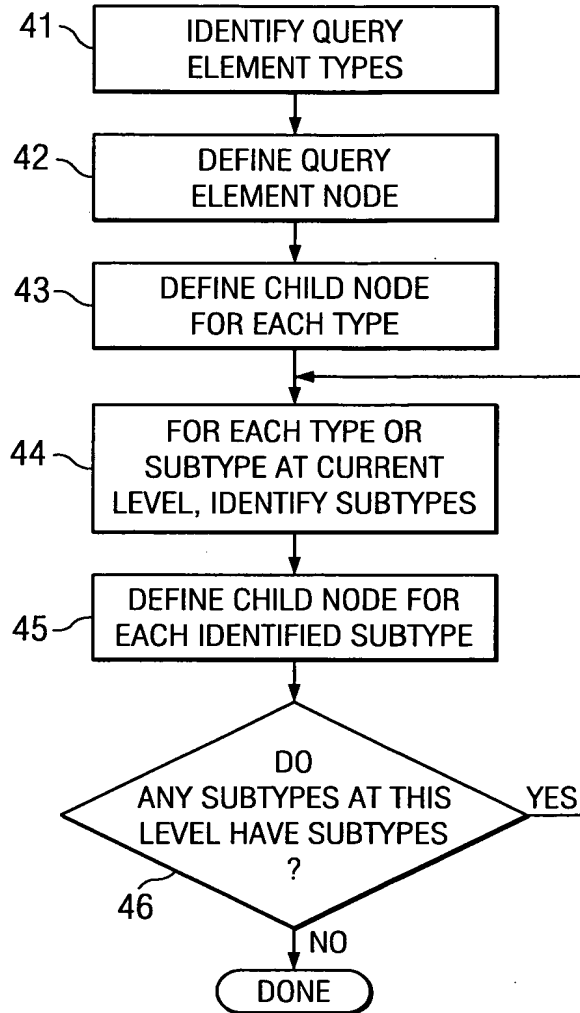 41
IDENTIFY QUERY
ELEMENT TYPES
42
DEFINE QUERY
ELEMENT NODE
43
DEFINE CHILD NODE
FOR EACH TYPE
44
FOR EACH TYPE OR
SUBTYPE AT CURRENT
LEVEL, IDENTIFY SUBTYPES
45
DEFINE CHILD NODE FOR
EACH IDENTIFIED SUBTYPE
DO
ANY SUBTYPES AT THIS
LEVEL HAVE SUBTYPES
?
YES
46
NO
DONE